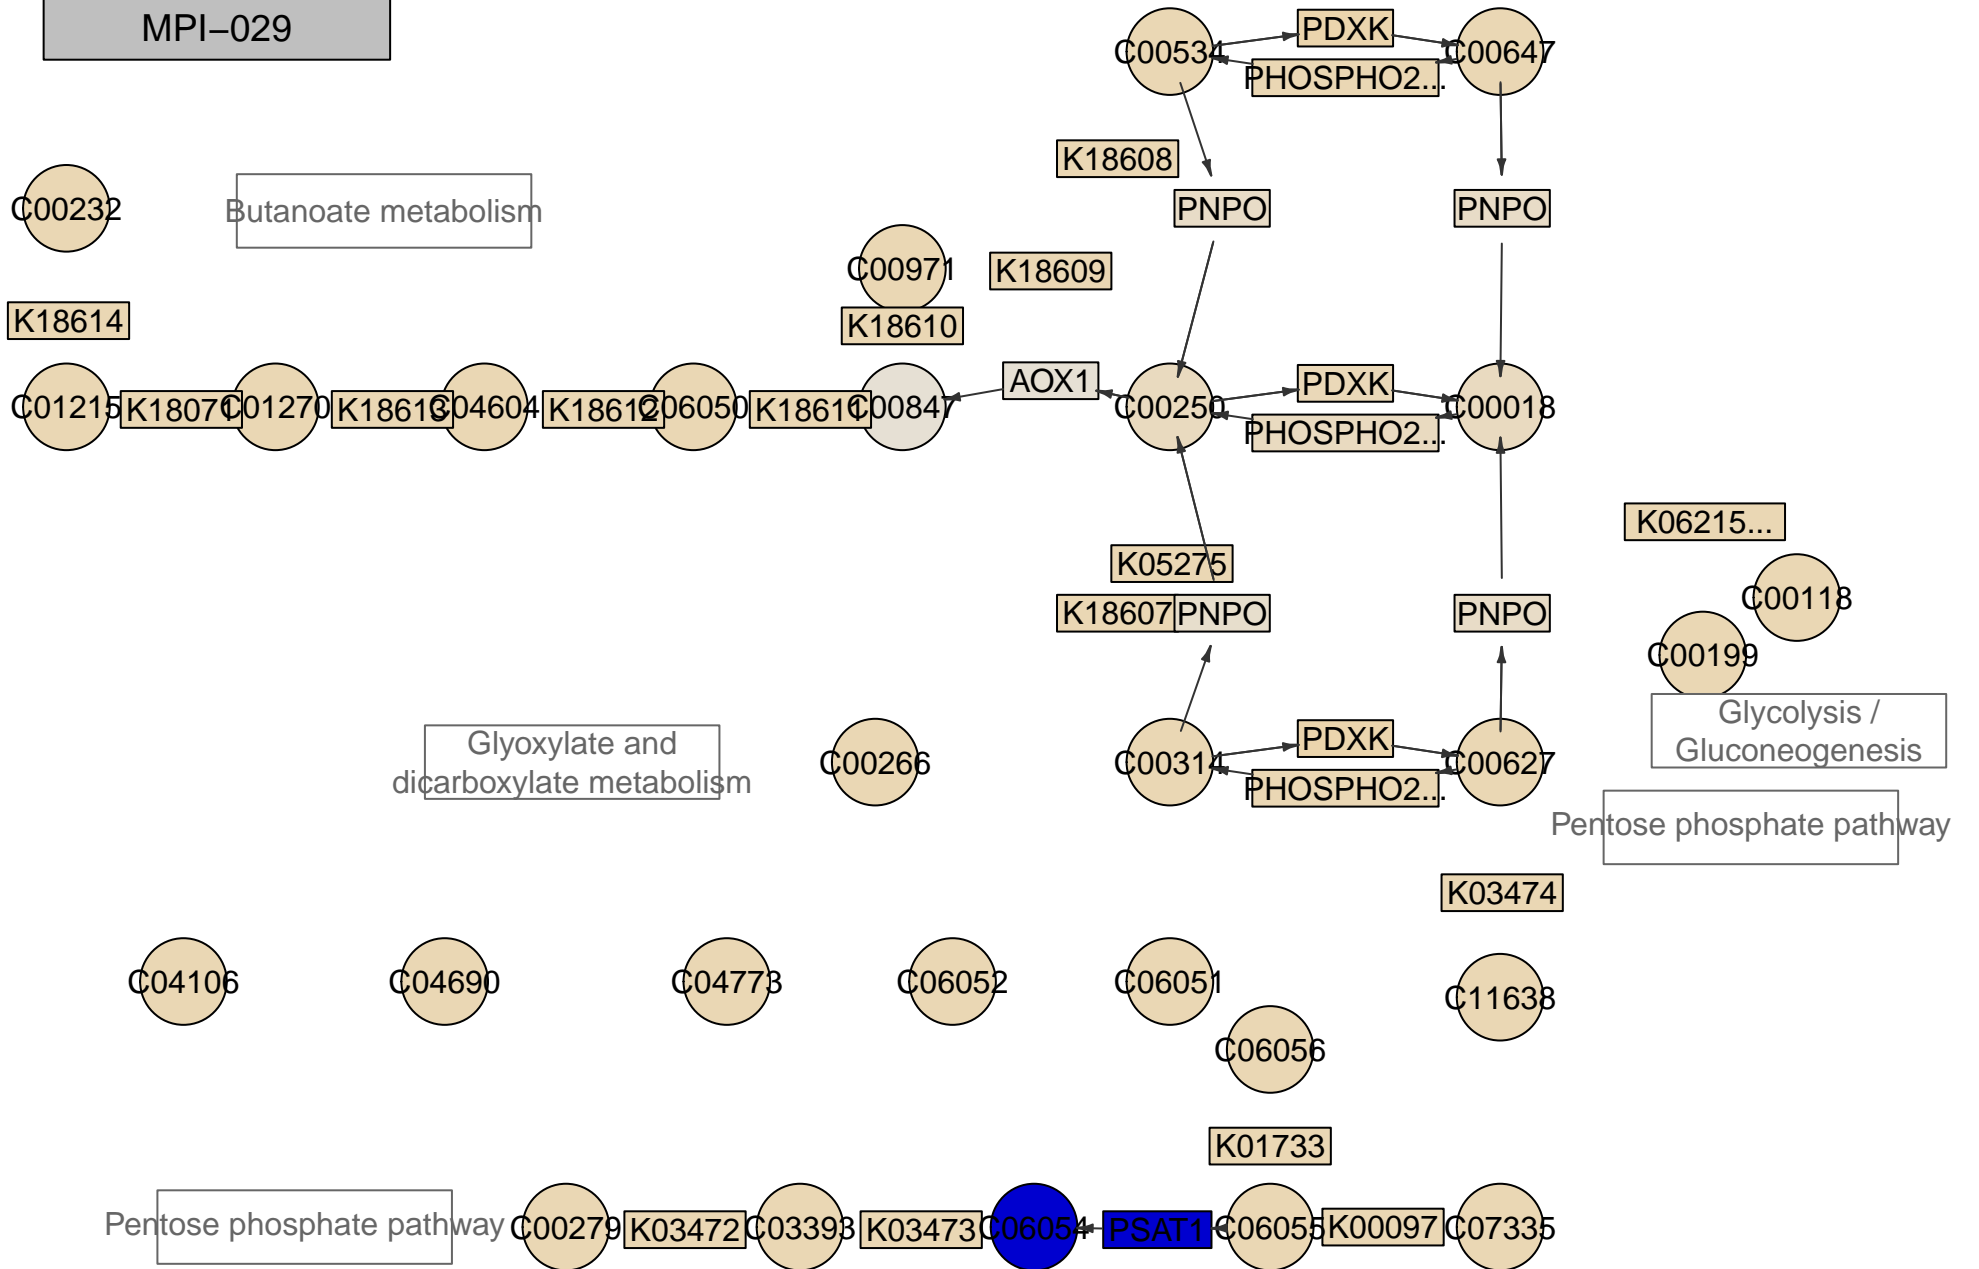 MPI–029
C00534
PDXK
C00647
PHOSPHO2...
K18608
C00232
Butanoate metabolism
PNPO
PNPO
C00971
K18609
K18614
K18610
C01215
K18071
C01270
K18613
C04604
K18612
C06050
K18611
C00847
AOX1
C00250
PDXK
C00018
PHOSPHO2...
K06215...
K05275
C00118
K18607
PNPO
PNPO
C00199
Glycolysis /
Gluconeogenesis
Glyoxylate and
dicarboxylate metabolism
C00266
C00314
PDXK
C00627
PHOSPHO2...
Pentose phosphate pathway
K03474
C04106
C04690
C04773
C06052
C06051
C11638
C06056
K01733
Pentose phosphate pathway
C00279
K03472
C03393
K03473
C06054
PSAT1
C06055
K00097
C07335